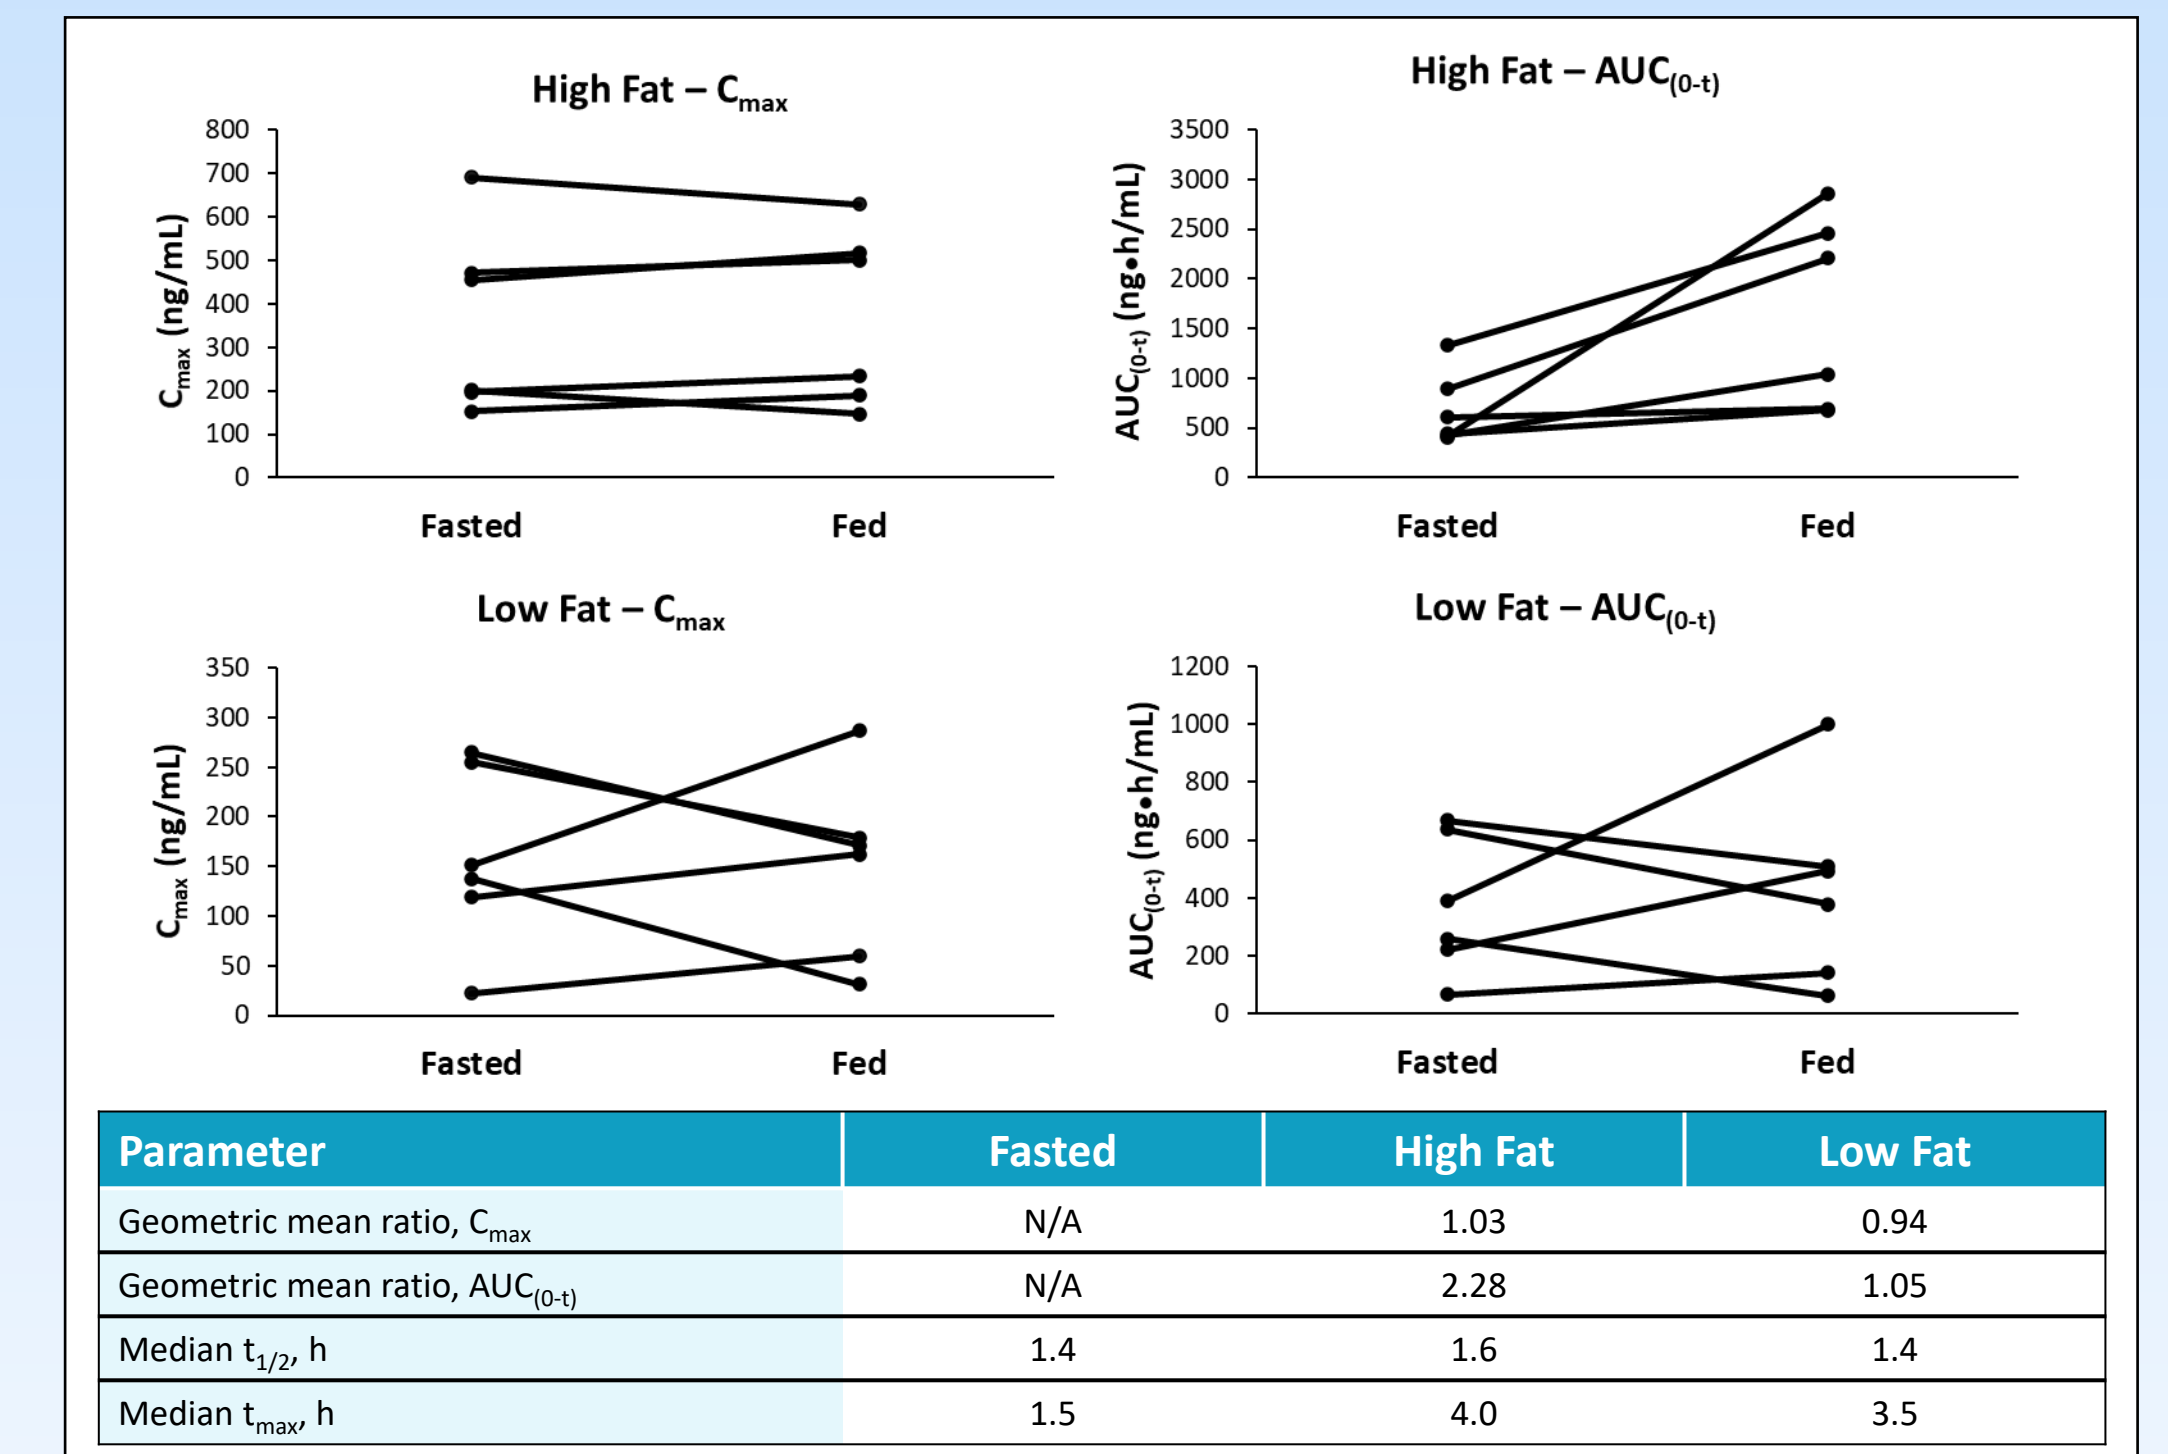 High Fat – Cmax
800
700
600
500
400
300
200
100
0
Cmax (ng/mL)
Fasted Fed
High Fat – AUC(0-t)
3500
3000
2500
2000
1500
1000
500
0
AUC(0-t) (ng•h/mL)
Fasted Fed
Low Fat – Cmax
350
300
250
200
150
100
50
0
Cmax (ng/mL)
Fasted Fed
Low Fat – AUC(0-t)
1200
1000
800
600
400
200
0
AUC(0-t) (ng•h/mL)
Fasted Fed
Parameter Fasted High Fat Low Fat
Geometric mean ratio, Cmax N/A 1.03 0.94
Geometric mean ratio, AUC(0-t) N/A 2.28 1.05
Median t1/2, h 1.4 1.6 1.4
Median tmax, h 1.5 4.0 3.5